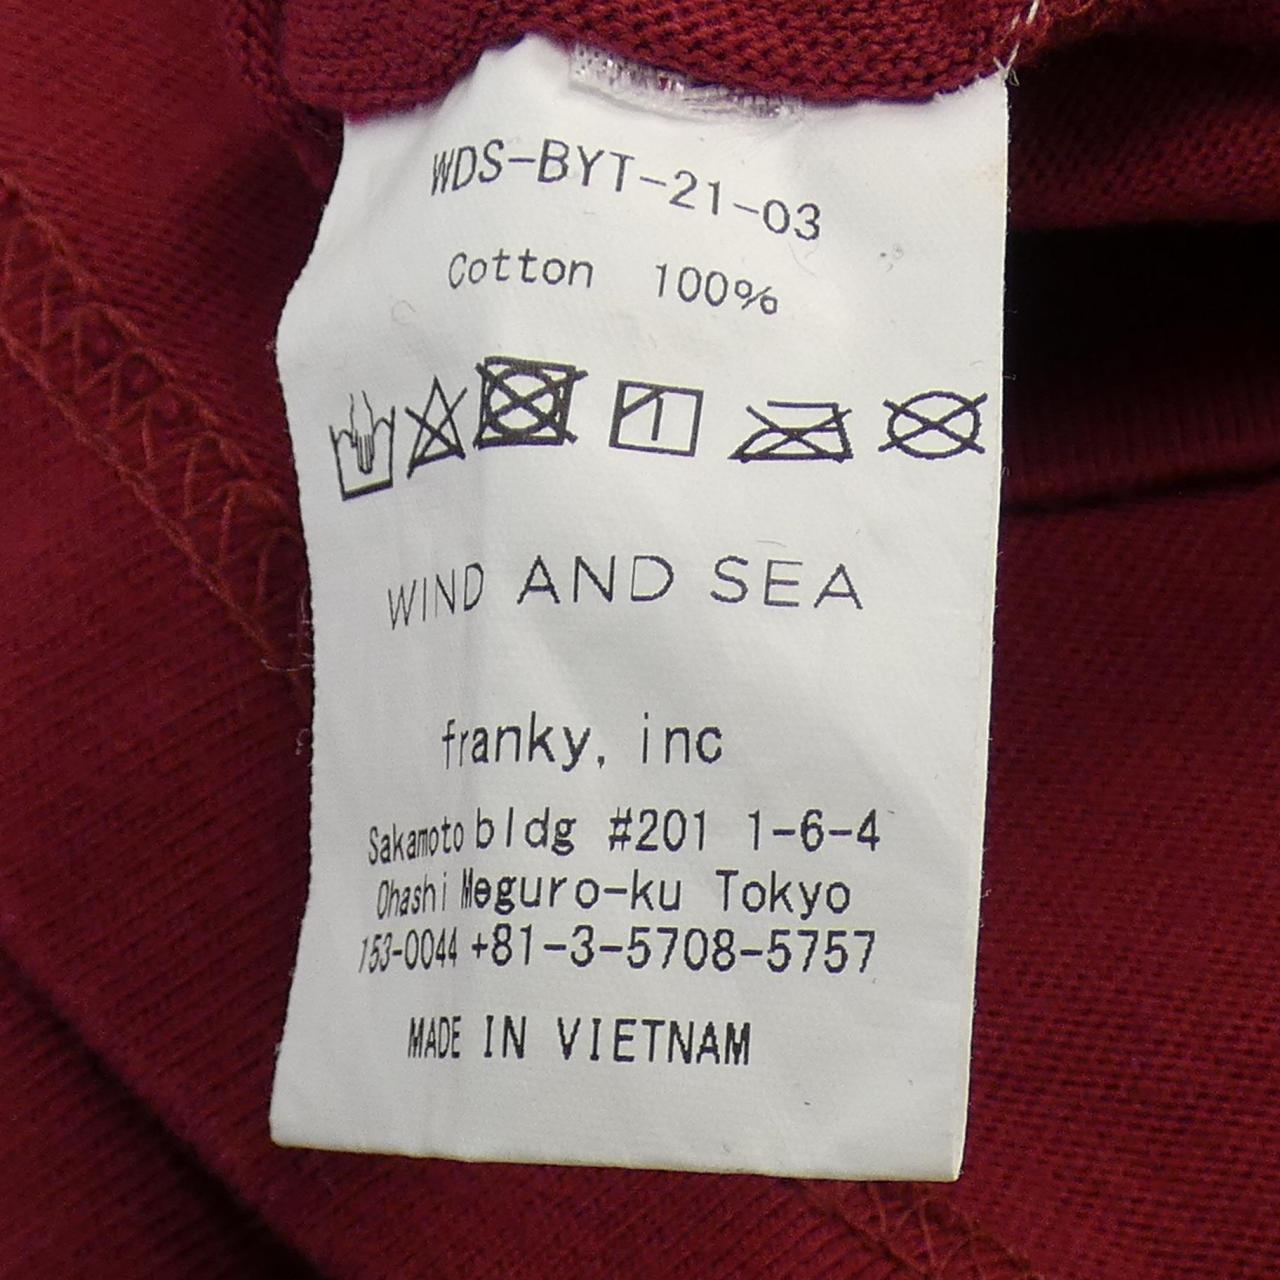 WDS-BYT-21-03
Cotton 100%
WIND AND SEA
franky, inc
Sakamoto bldg #201 1-6-4
Ohashi Meguro-ku Tokyo
153-0044 +81-3-5708-5757
MADE IN VIETNAM